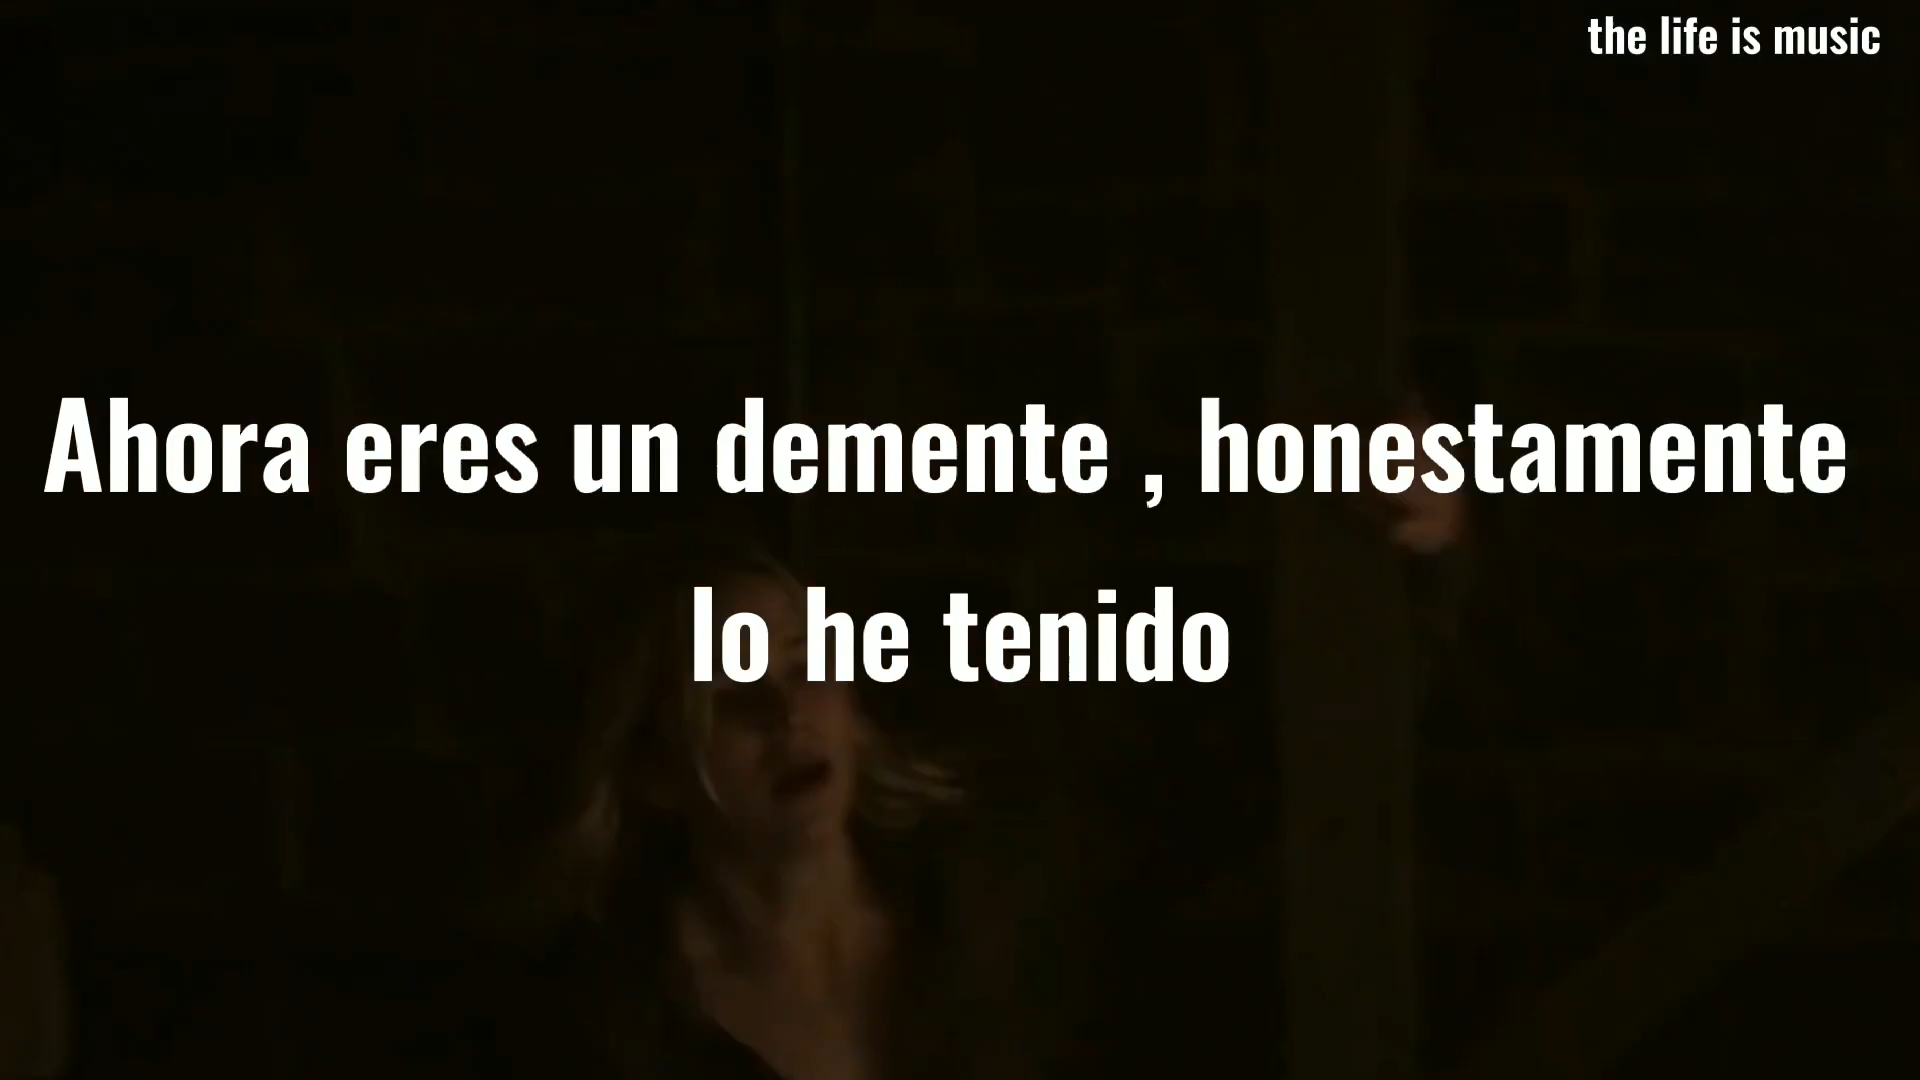 the life is music
Ahora eres un demente , honestamente
lo he tenido